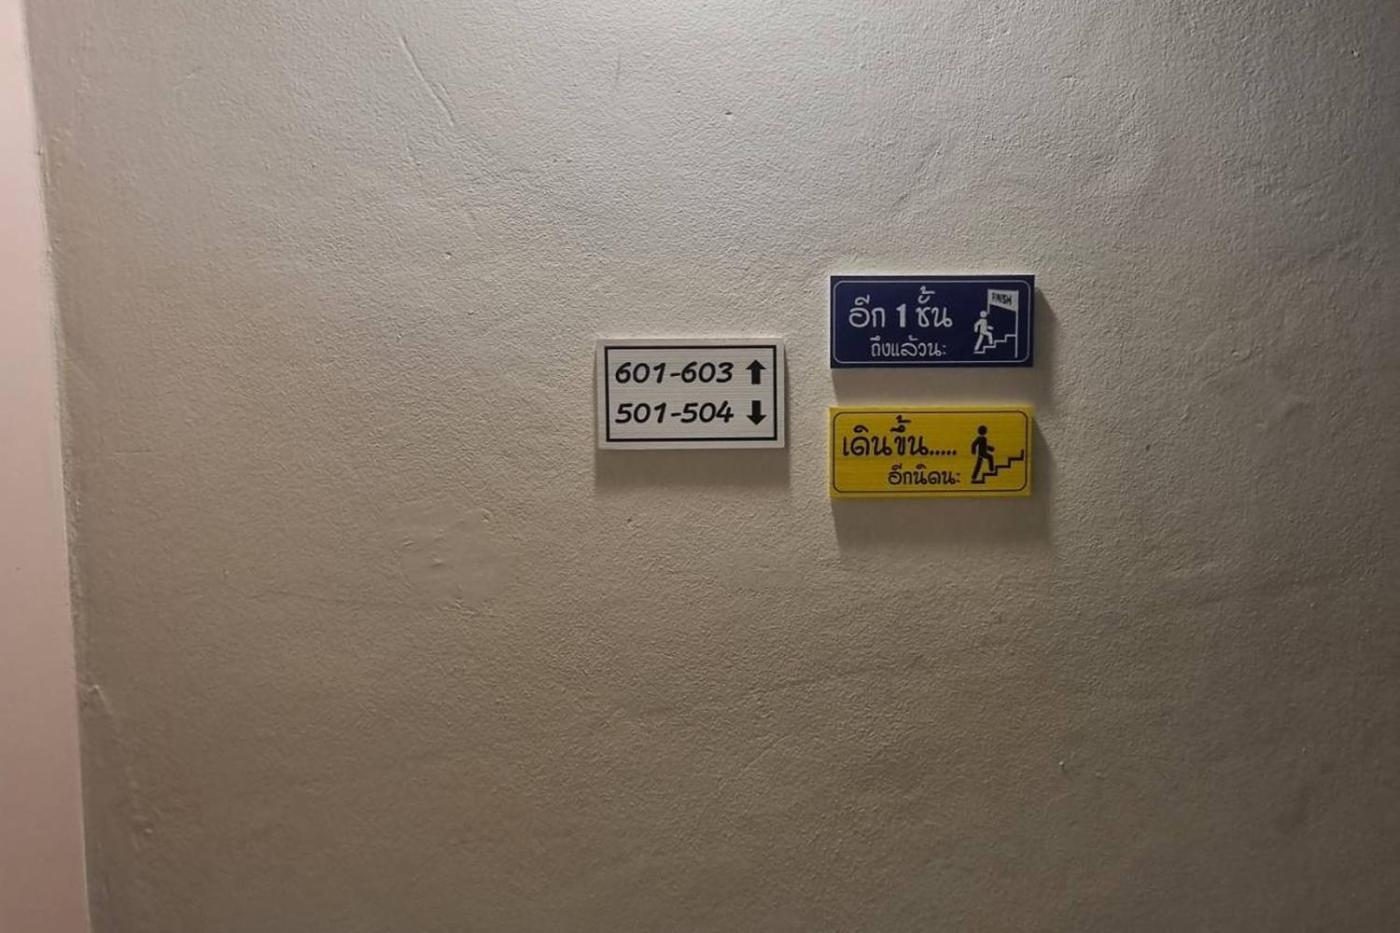 601-603 ↑
501-504 ↓
อีก 1 ชั้น
ถึงแล้วนะ
FINISH
เดินขึ้น.....
อีกนิดนะ